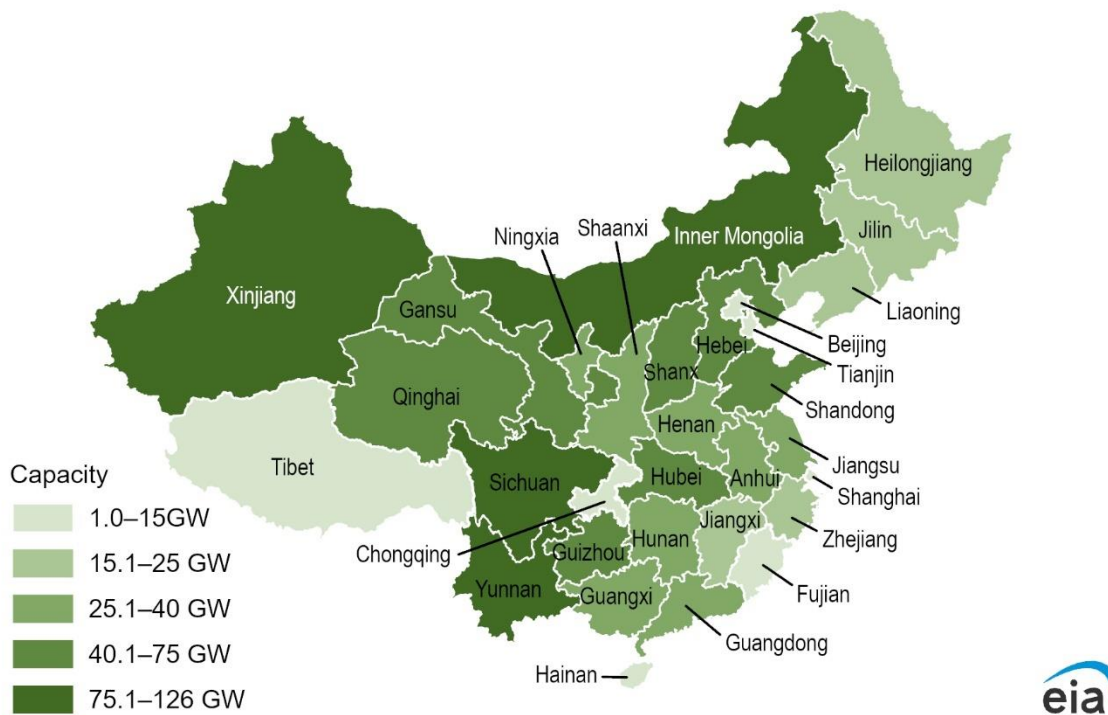 Heilongjiang
Jilin
Shaanxi
Ningxia
Inner Mongolia
Xinjiang
Gansu
Liaoning
Beijing
Hebei
Tianjin
Shanx
Qinghai
Shandong
Henan
Tibet
Sichuan
Jiangsu
Hubei
Anhui
Shanghai
Jiangxi
Zhejiang
Chongqing
Hunan
Guizhou
Yunnan
Fujian
Guangxi
Guangdong
Hainan
Capacity
1.0–15GW
15.1–25 GW
25.1–40 GW
40.1–75 GW
75.1–126 GW
eia